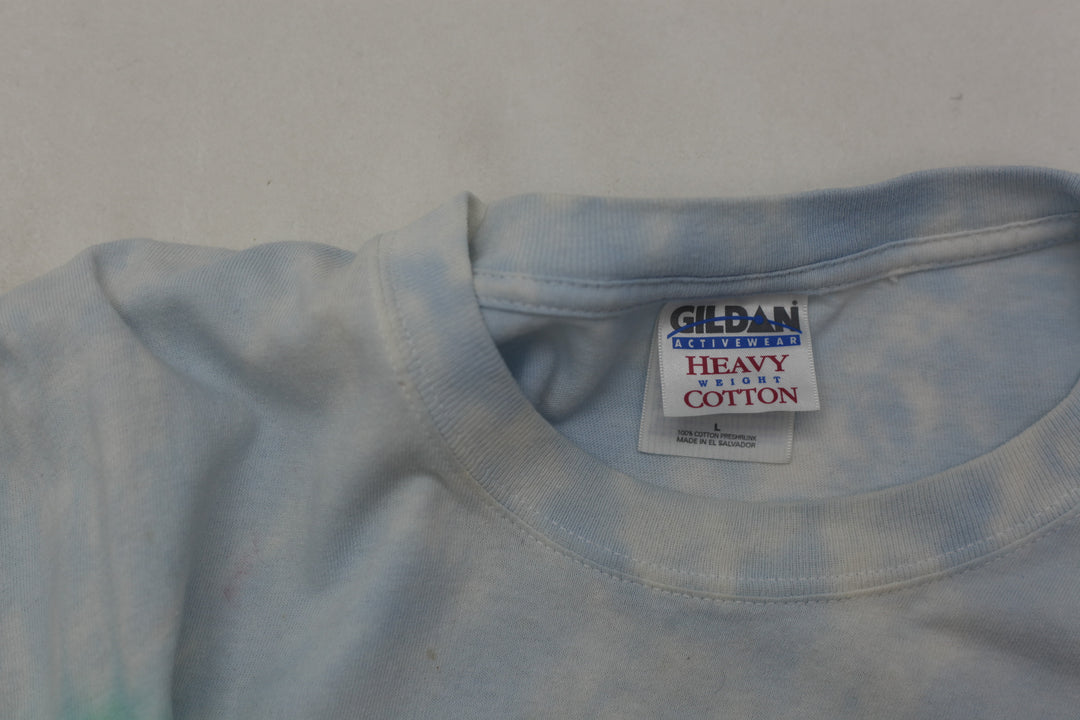 GILDAN®
ACTIVEWEAR
HEAVY
WEIGHT
COTTON
L
100% COTTON PRESHRUNK
MADE IN EL SALVADOR